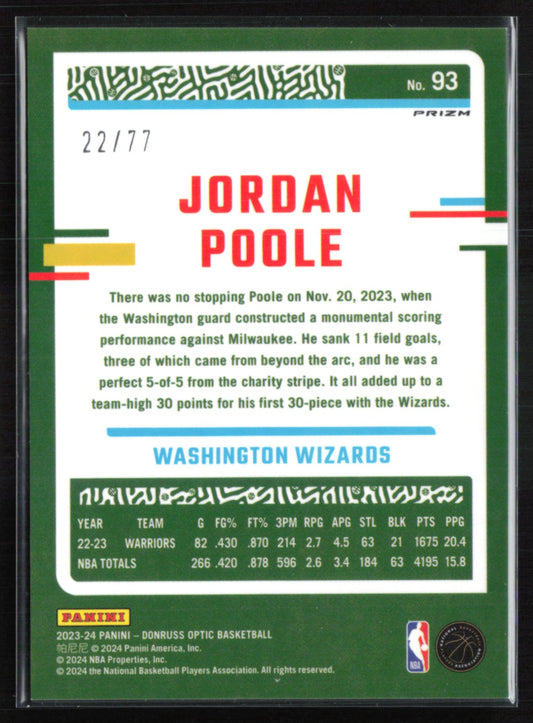 No. 93
PRIZM
22/77
JORDAN
POOLE
There was no stopping Poole on Nov. 20, 2023, when
the Washington guard constructed a monumental scoring
performance against Milwaukee. He sank 11 field goals,
three of which came from beyond the arc, and he was a
perfect 5-of-5 from the charity stripe. It all added up to a
team-high 30 points for his first 30-piece with the Wizards.
WASHINGTON WIZARDS
YEAR TEAM G FG% FT% 3PM RPG APG STL BLK PTS PPG
22-23 WARRIORS 82 .430 .870 214 2.7 4.5 63 21 1675 20.4
NBA TOTALS 266 .420 .878 596 2.6 3.4 184 63 4195 15.8
PANINI
2023-24 PANINI – DONRUSS OPTIC BASKETBALL
帕尼尼 © 2024 Panini America, Inc.
© 2024 NBA Properties, Inc.
© 2024 the National Basketball Players Association. All rights reserved.
NBA
NATIONAL BASKETBALL PLAYERS ASSOCIATION